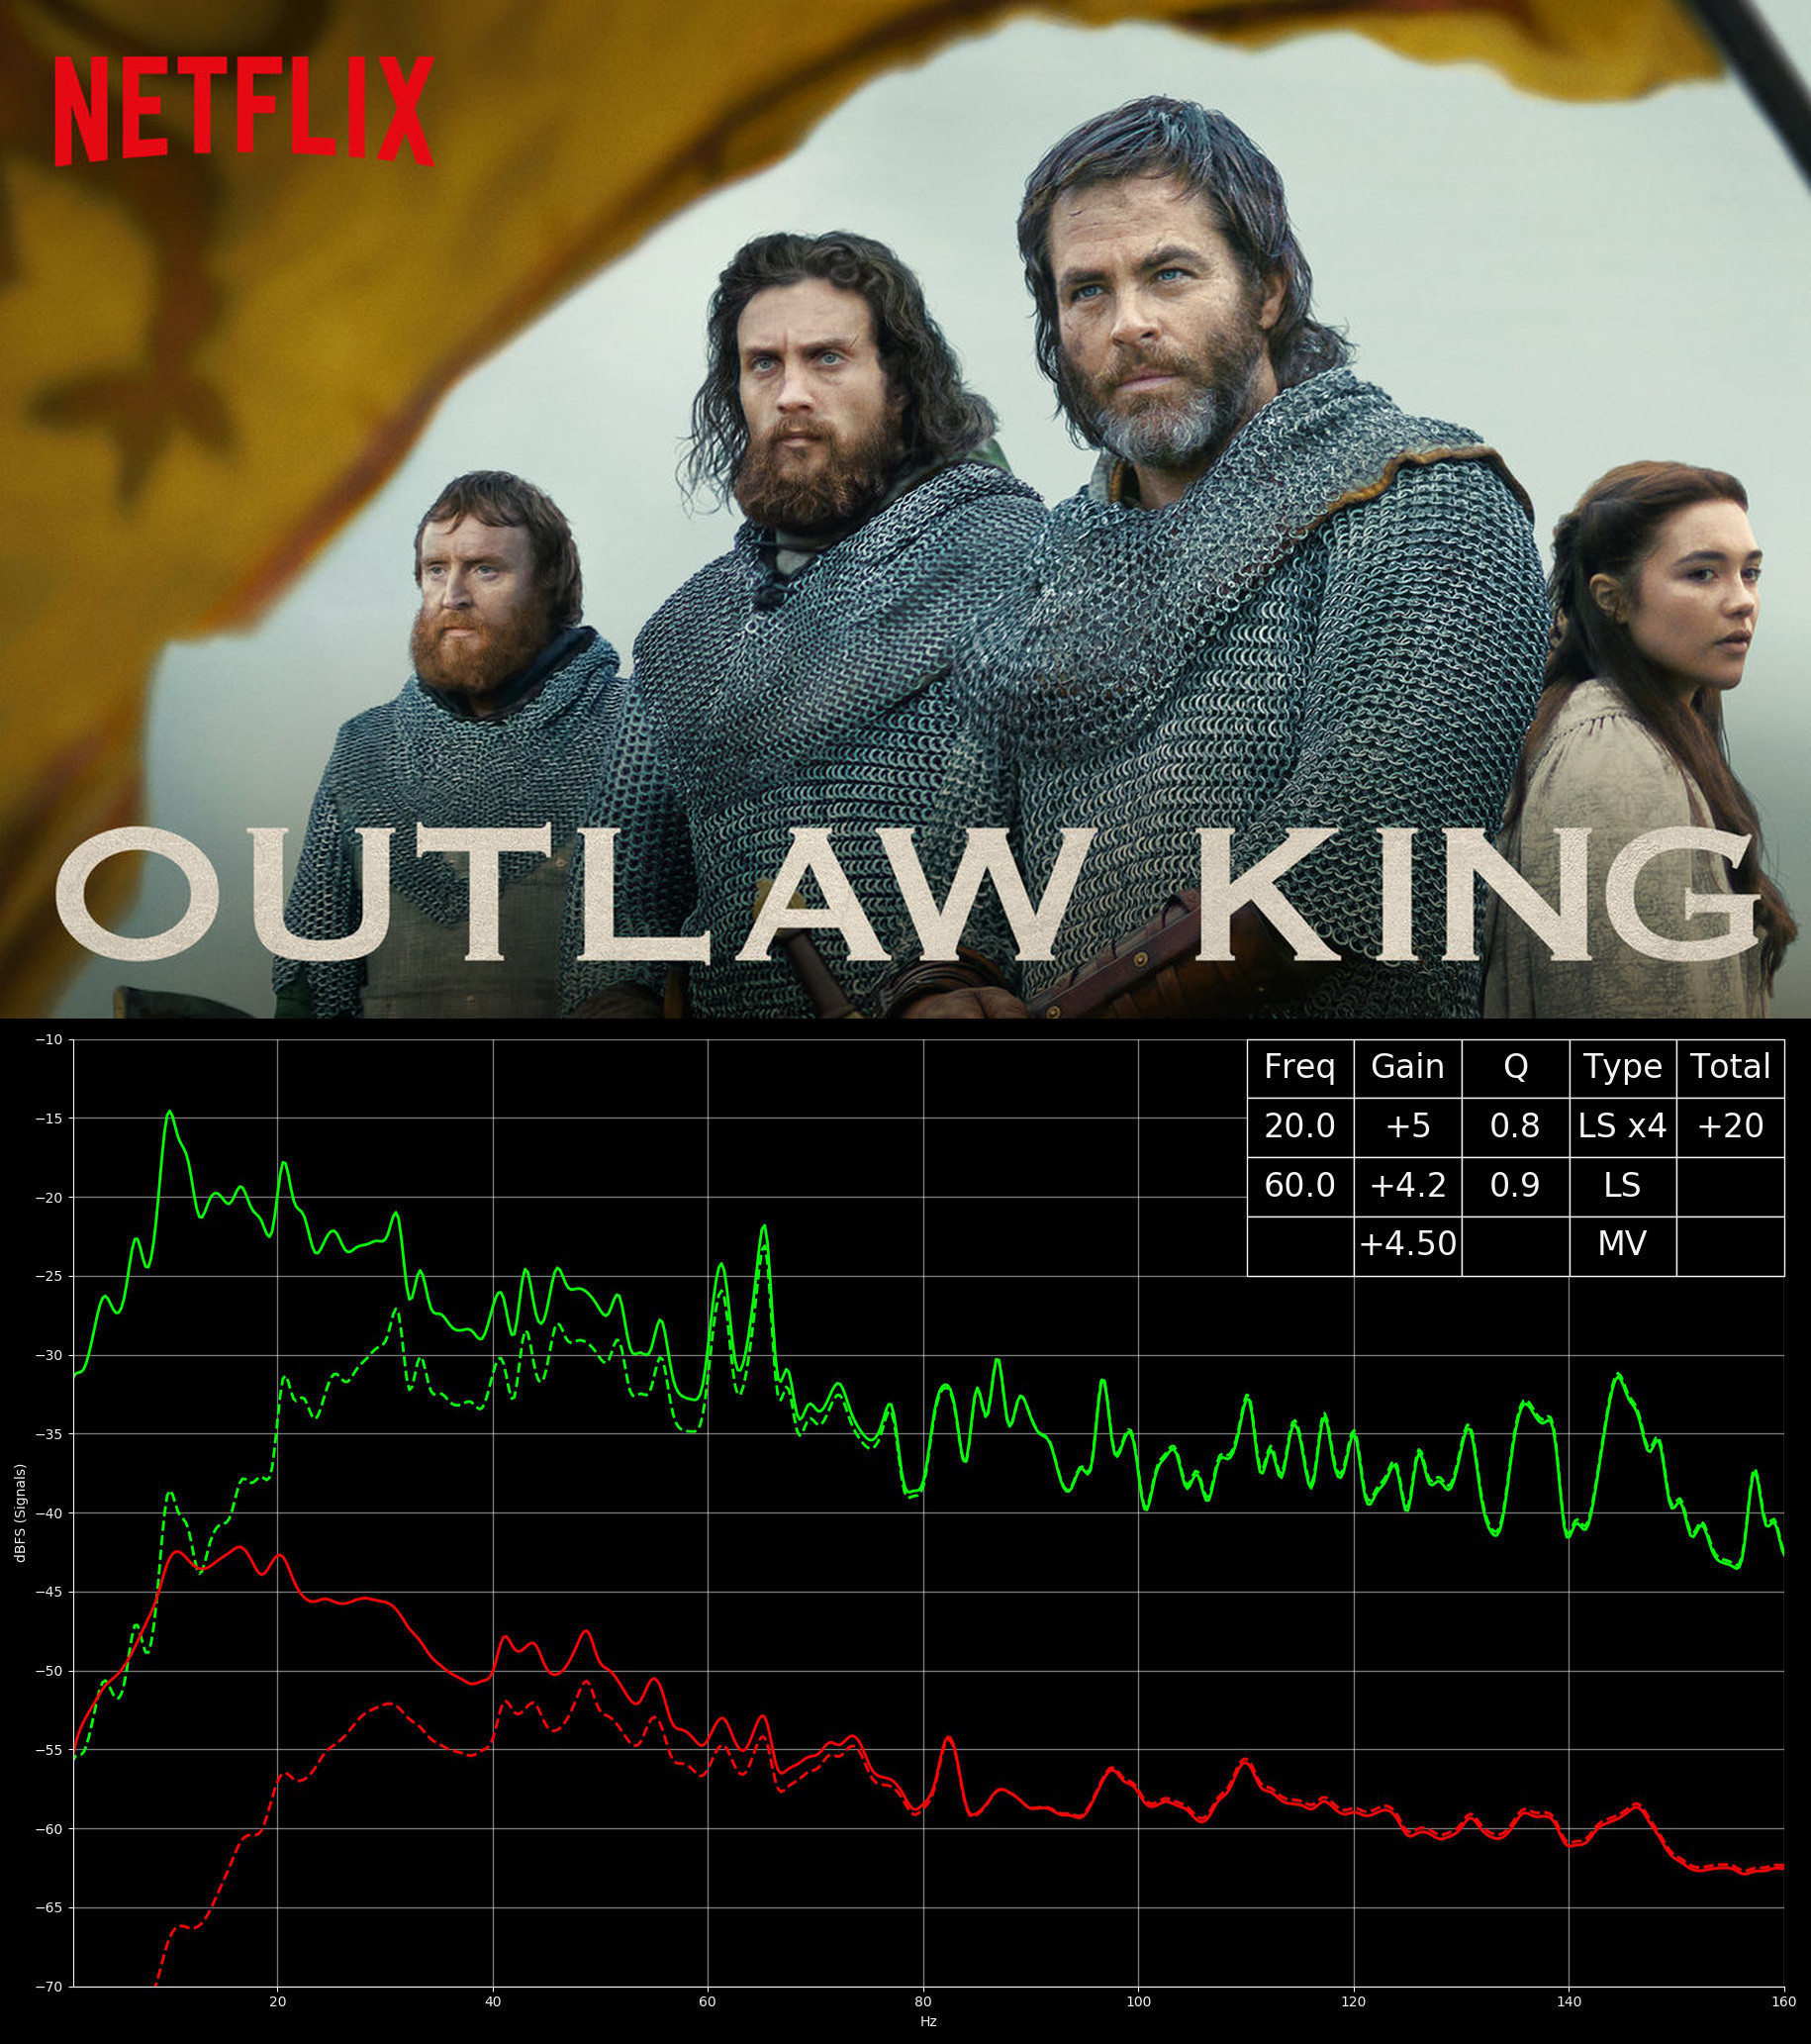 NETFLIX
OUTLAW KING
Freq Gain Q Type Total
20.0 +5 0.8 LS x4 +20
60.0 +4.2 0.9 LS
+4.50 MV
−10
−15
−20
−25
−30
−35
−40
−45
−50
−55
−60
−65
−70
dBFS (Signals)
20 40 60 80 100 120 140 160
Hz